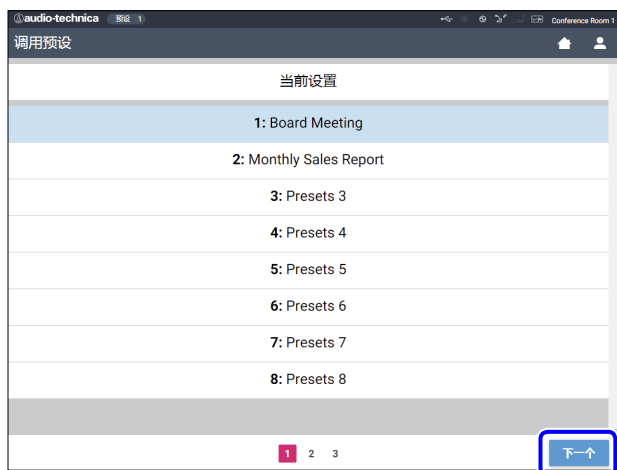 audio-technica 预设 1 Conference Room 1
调用预设
当前设置
1: Board Meeting
2: Monthly Sales Report
3: Presets 3
4: Presets 4
5: Presets 5
6: Presets 6
7: Presets 7
8: Presets 8
1 2 3 下一个